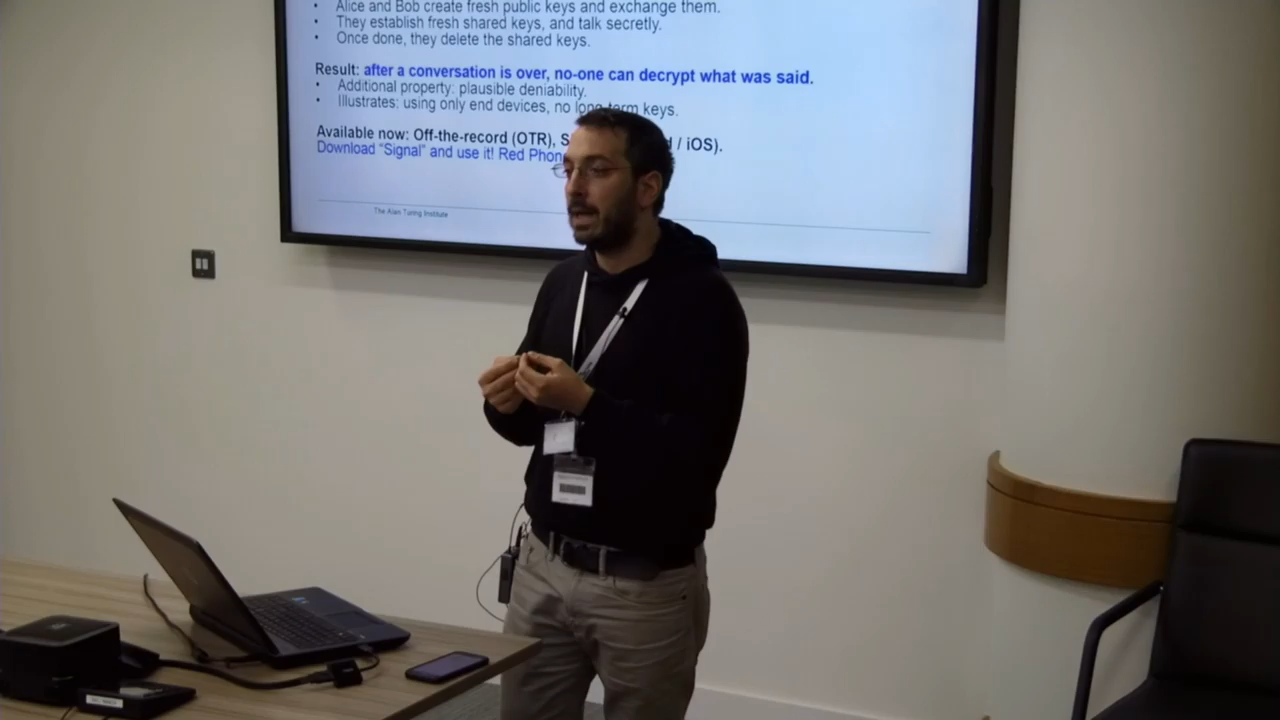 • Alice and Bob create fresh public keys and exchange them.
• They establish fresh shared keys, and talk secretly.
• Once done, they delete the shared keys.
Result: after a conversation is over, no-one can decrypt what was said.
• Additional property: plausible deniability.
• Illustrates: using only end devices, no long-term keys.
Available now: Off-the-record (OTR), / iOS).
Download "Signal" and use it! Red
The Alan Turing Institute